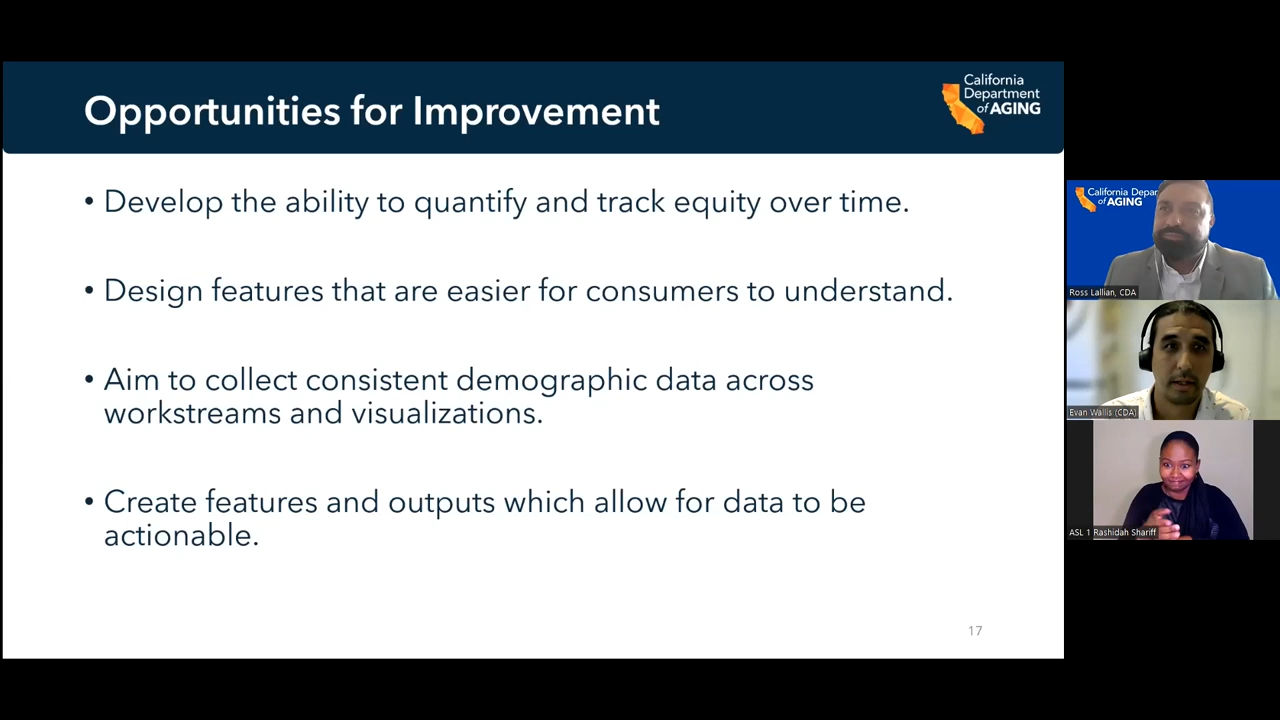 Opportunities for Improvement
California
Department
of AGING
• Develop the ability to quantify and track equity over time.
• Design features that are easier for consumers to understand.
• Aim to collect consistent demographic data across
workstreams and visualizations.
• Create features and outputs which allow for data to be
actionable.
17
California Depar
of AGING
Ross Lallian, CDA
Evan Wallis (CDA)
ASL 1 Rashidah Shariff